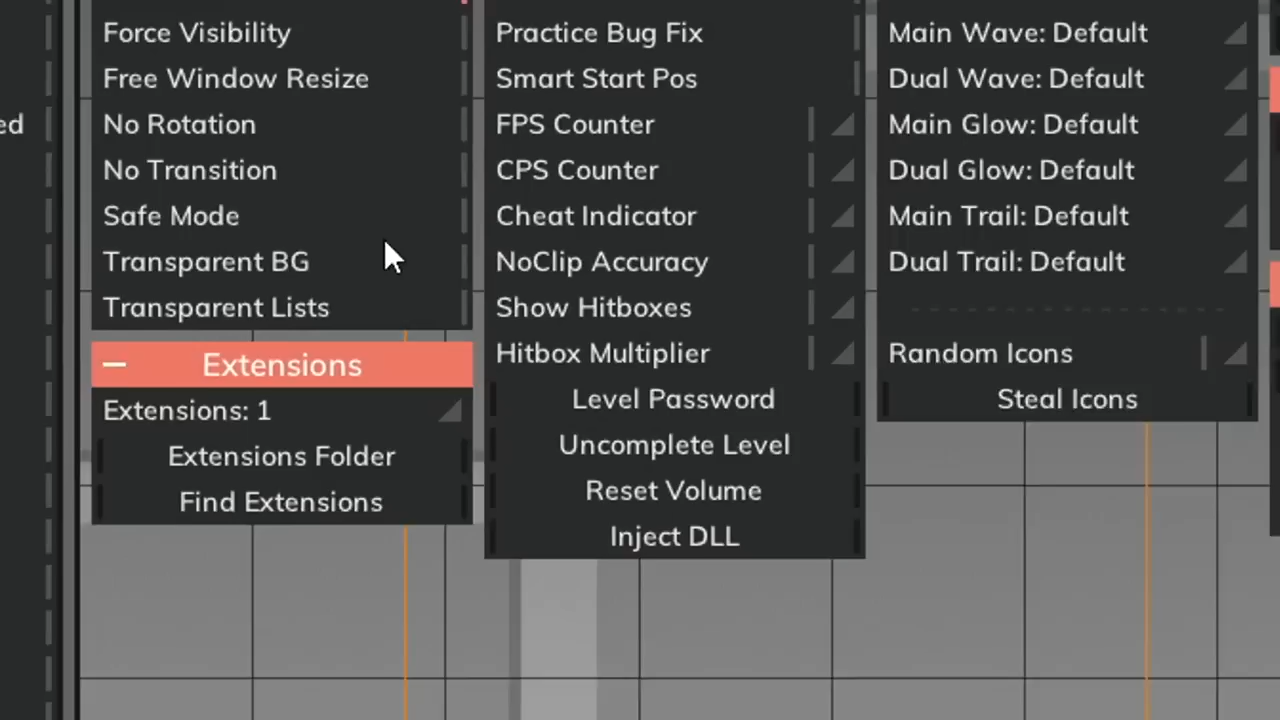 ed
Force Visibility
Free Window Resize
No Rotation
No Transition
Safe Mode
Transparent BG
Transparent Lists
Extensions
Extensions: 1
Extensions Folder
Find Extensions
Practice Bug Fix
Smart Start Pos
FPS Counter
CPS Counter
Cheat Indicator
NoClip Accuracy
Show Hitboxes
Hitbox Multiplier
Level Password
Uncomplete Level
Reset Volume
Inject DLL
Main Wave: Default
Dual Wave: Default
Main Glow: Default
Dual Glow: Default
Main Trail: Default
Dual Trail: Default
Random Icons
Steal Icons